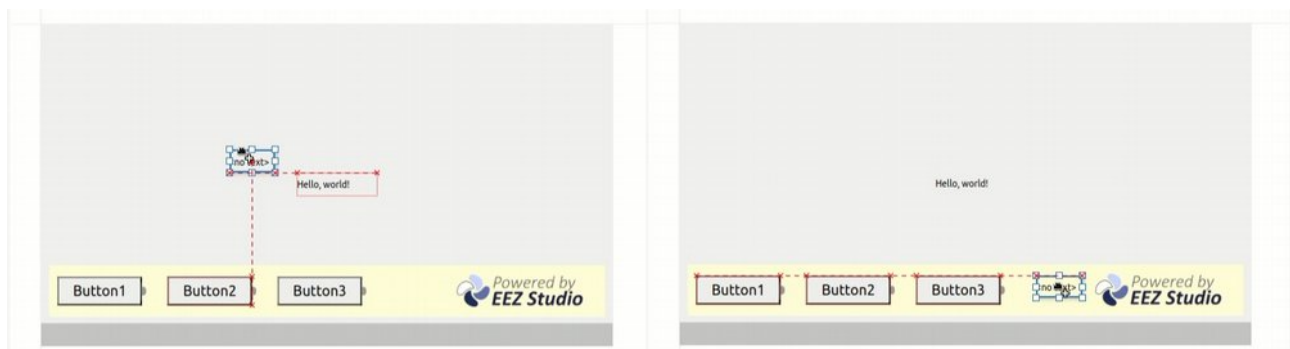 no text>
Hello, world!
Button1 Button2 Button3 Powered by
EEZ Studio
Hello, world!
Button1 Button2 Button3 Powered by
EEZ Studio